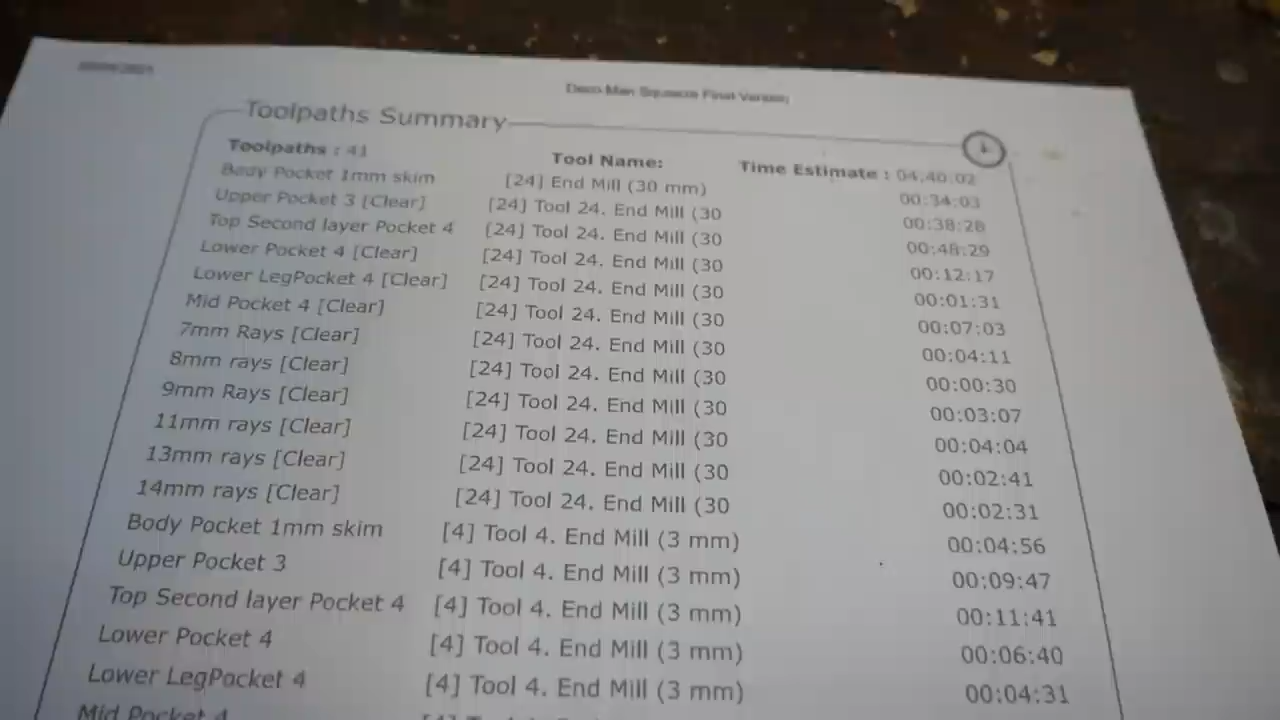 Deco Man Squeeze Final Version
Toolpaths Summary
Toolpaths : 41 Tool Name: Time Estimate : 04:40:02
Body Pocket 1mm skim [24] End Mill (30 mm) 00:34:03
Upper Pocket 3 [Clear] [24] Tool 24. End Mill (30 00:38:28
Top Second layer Pocket 4 [24] Tool 24. End Mill (30 00:48:29
Lower Pocket 4 [Clear] [24] Tool 24. End Mill (30 00:12:17
Lower LegPocket 4 [Clear] [24] Tool 24. End Mill (30 00:01:31
Mid Pocket 4 [Clear] [24] Tool 24. End Mill (30 00:07:03
7mm Rays [Clear] [24] Tool 24. End Mill (30 00:04:11
8mm rays [Clear] [24] Tool 24. End Mill (30 00:00:30
9mm Rays [Clear] [24] Tool 24. End Mill (30 00:03:07
11mm rays [Clear] [24] Tool 24. End Mill (30 00:04:04
13mm rays [Clear] [24] Tool 24. End Mill (30 00:02:41
14mm rays [Clear] [24] Tool 24. End Mill (30 00:02:31
Body Pocket 1mm skim [4] Tool 4. End Mill (3 mm) 00:04:56
Upper Pocket 3 [4] Tool 4. End Mill (3 mm) 00:09:47
Top Second layer Pocket 4 [4] Tool 4. End Mill (3 mm) 00:11:41
Lower Pocket 4 [4] Tool 4. End Mill (3 mm) 00:06:40
Lower LegPocket 4 [4] Tool 4. End Mill (3 mm) 00:04:31
Mid Pocket 4